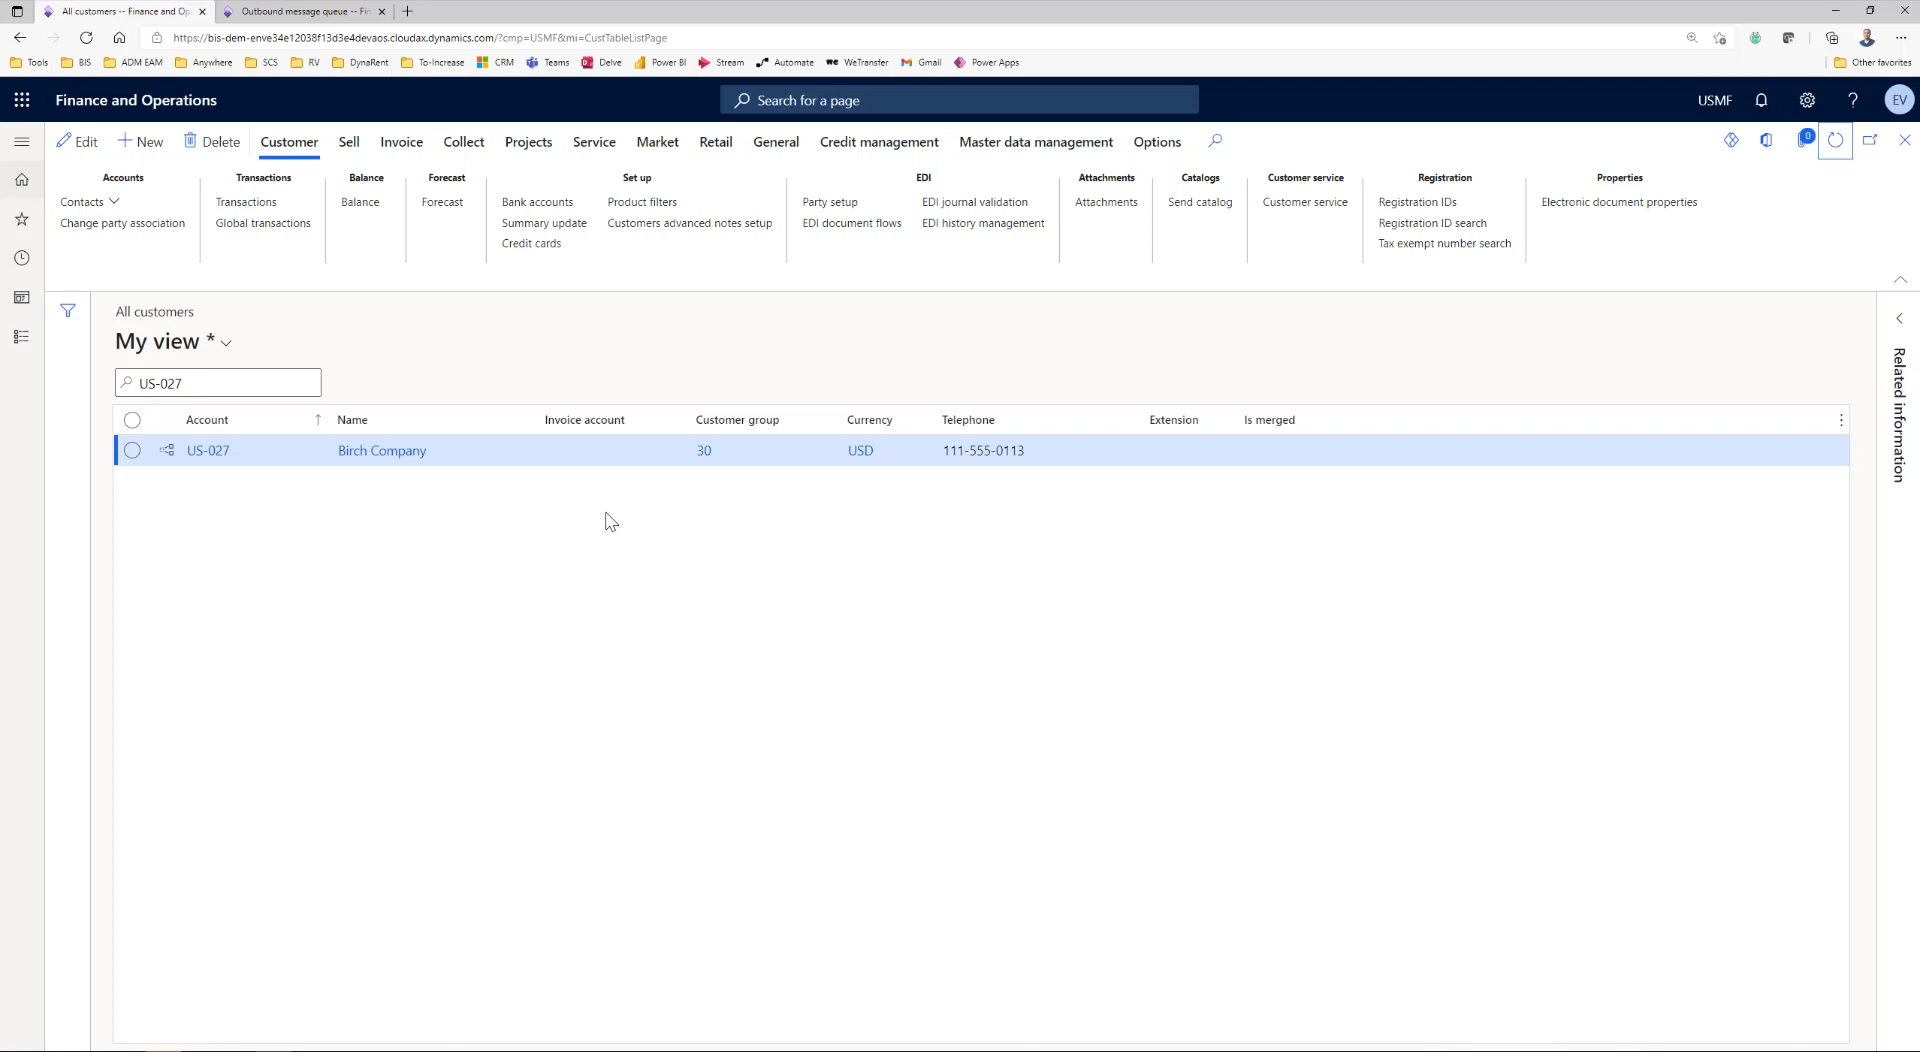 All customers -- Finance and Op
Outbound message queue -- Fin
https://bis-dem-enve34e12038f13d3e4devaos.cloudax.dynamics.com/?cmp=USMF&mi=CustTableListPage
Tools BIS ADM EAM Anywhere SCS RV DynaRent To-Increase CRM Teams Delve Power BI Stream Automate WeTransfer Gmail Power Apps Other favorites
Finance and Operations Search for a page USMF ? EV
Edit New Delete Customer Sell Invoice Collect Projects Service Market Retail General Credit management Master data management Options 0
Accounts Transactions Balance Forecast Set up EDI Attachments Catalogs Customer service Registration Properties
Contacts Transactions Balance Forecast Bank accounts Product filters Party setup EDI journal validation Attachments Send catalog Customer service Registration IDs Electronic document properties
Change party association Global transactions Summary update Customers advanced notes setup EDI document flows EDI history management Registration ID search
Credit cards Tax exempt number search
All customers
My view *
US-027
Account Name Invoice account Customer group Currency Telephone Extension Is merged
US-027 Birch Company 30 USD 111-555-0113
Related information